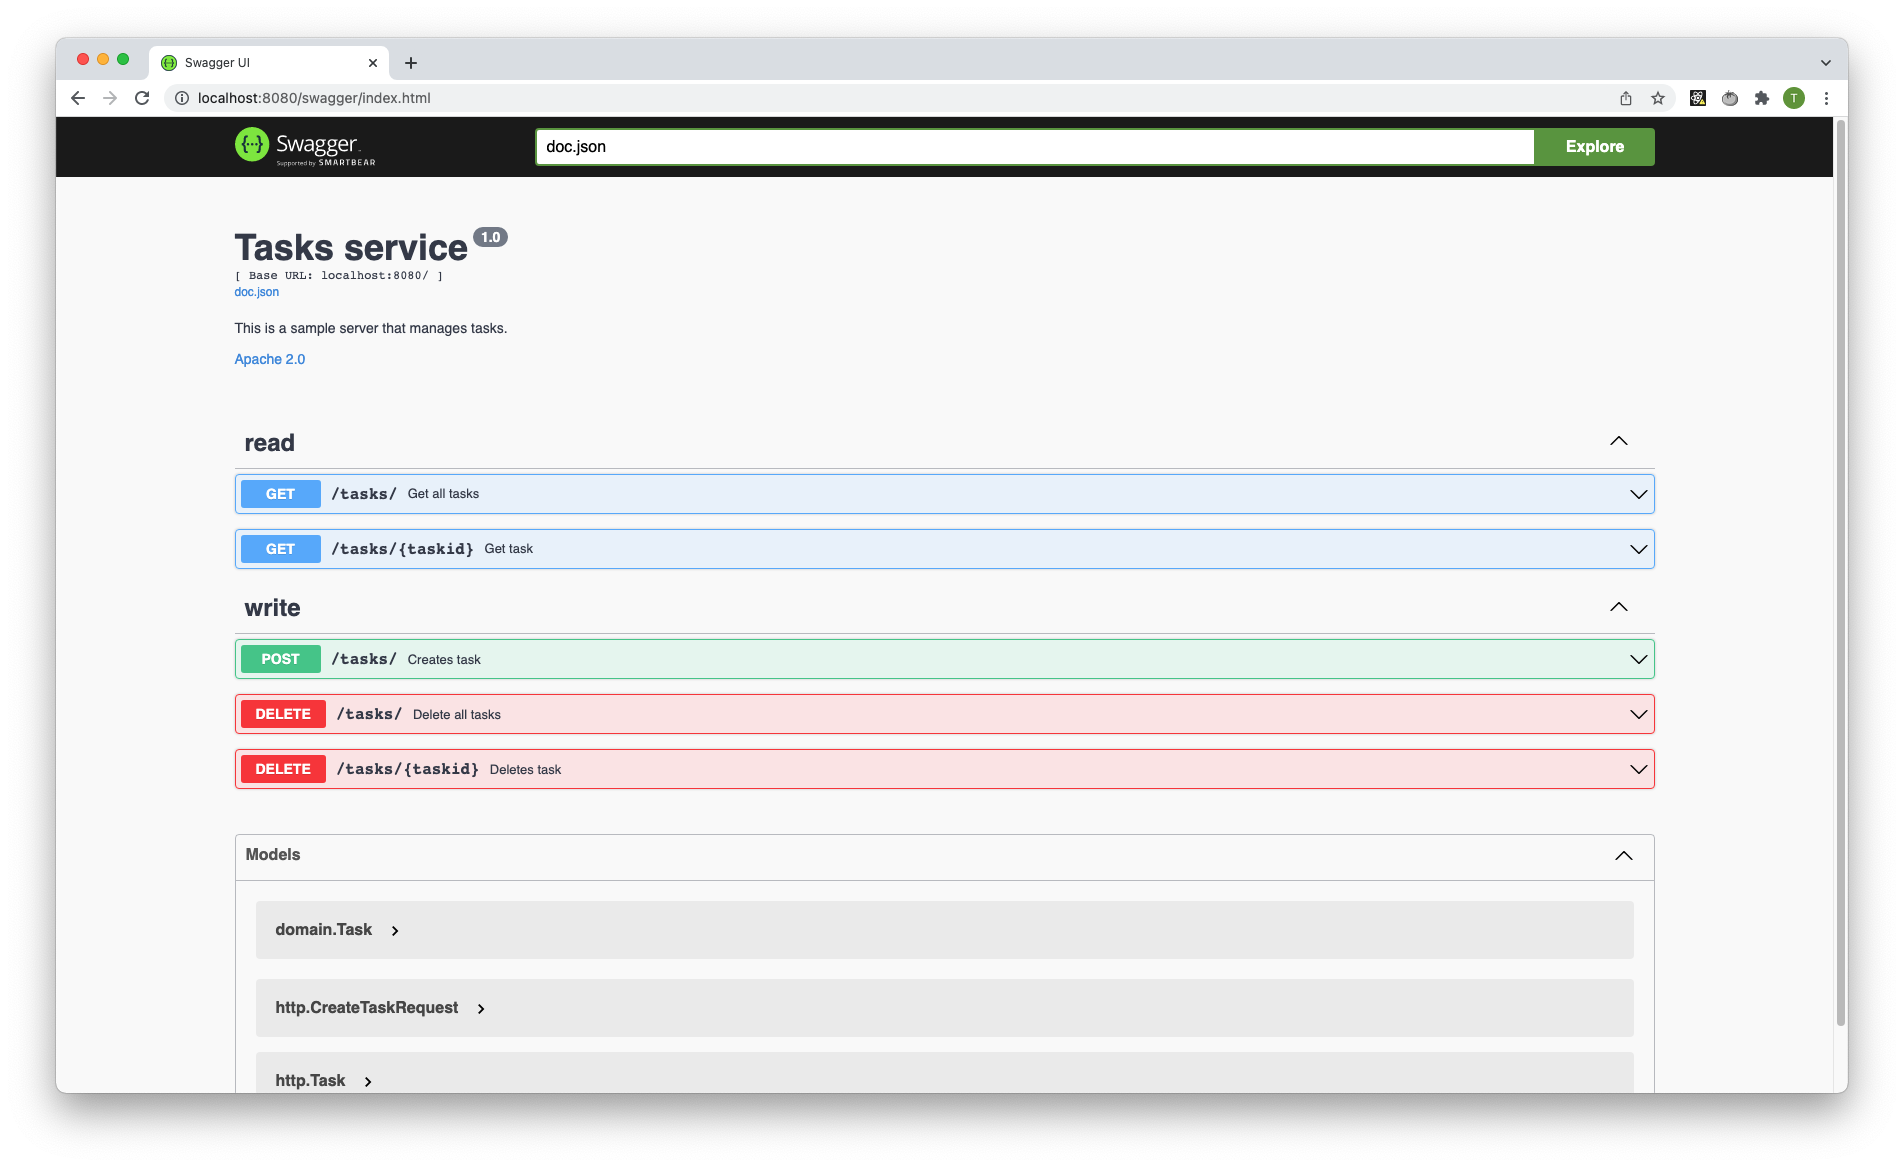 Swagger UI
localhost:8080/swagger/index.html
T
{...} Swagger.
Supported by SMARTBEAR
doc.json
Explore
Tasks service 1.0
[ Base URL: localhost:8080/ ]
doc.json
This is a sample server that manages tasks.
Apache 2.0
read
GET /tasks/ Get all tasks
GET /tasks/{taskid} Get task
write
POST /tasks/ Creates task
DELETE /tasks/ Delete all tasks
DELETE /tasks/{taskid} Deletes task
Models
domain.Task
http.CreateTaskRequest
http.Task